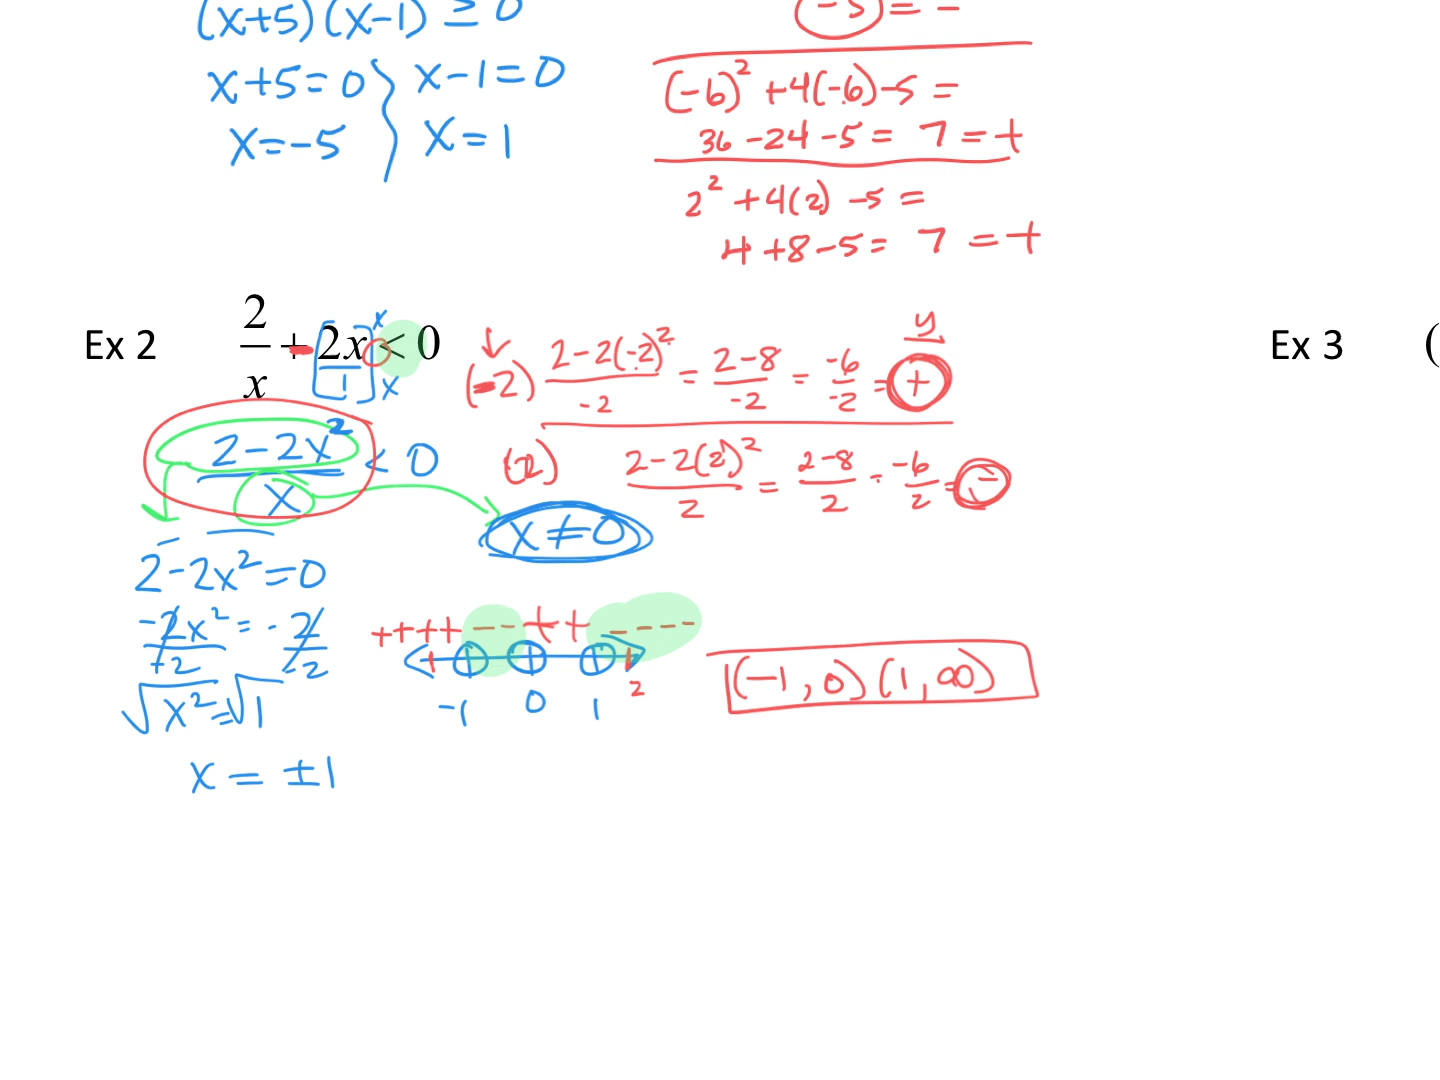 (x+5)(x-1) ≥ 0
x+5=0 } x-1=0
x=-5 } x=1
(-5) = -
(-6)² +4(-6)-5 =
36 -24 -5 = 7 = +
2² +4(2) -5 =
4 +8 -5 = 7 = +
Ex 2 2/x - [2x/1] x/x < 0
(2-2x²)/x < 0
x ≠ 0
2-2x²=0
-2x²/-2 = -2/-2
√x² = √1
x = ±1
y
(-2) (2-2(-2)²)/-2 = (2-8)/-2 = -6/-2 = +
(2) (2-2(2)²)/2 = (2-8)/2 = -6/2 = -
++++ -- ++ ----
-1 0 1 2
(-1, 0) (1, ∞)
Ex 3 (